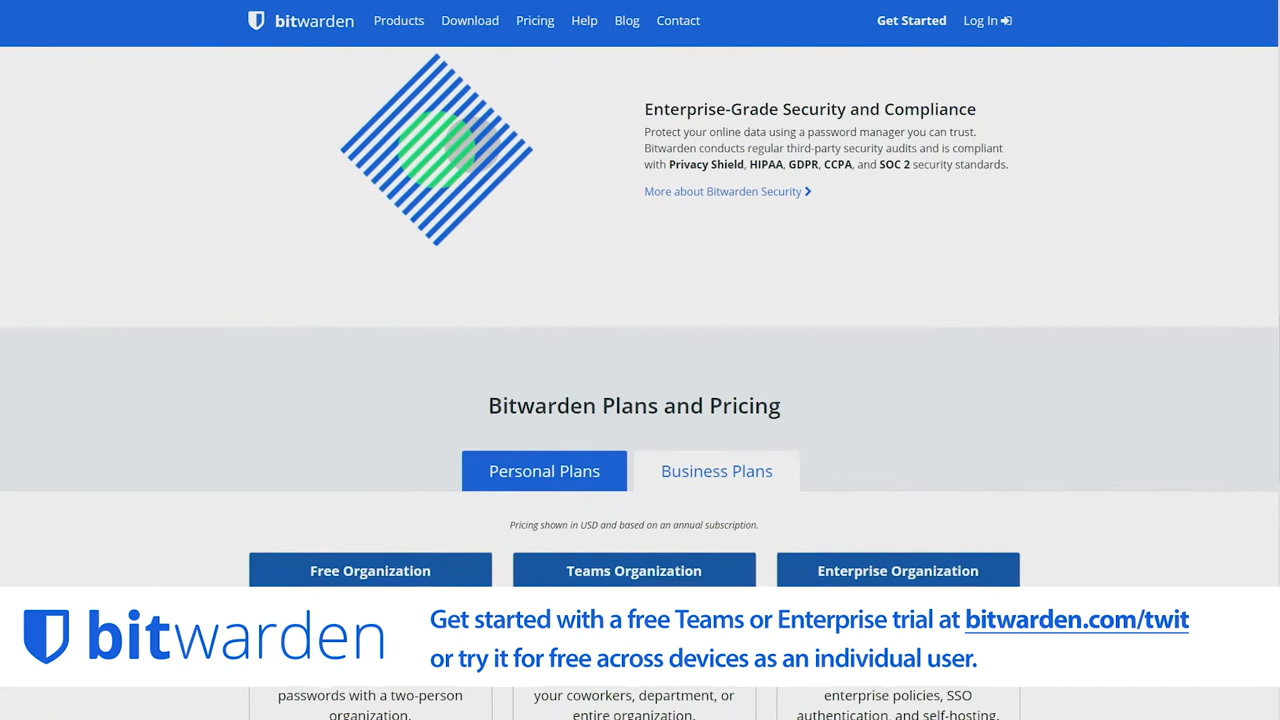 bitwarden Products Download Pricing Help Blog Contact Get Started Log In
Enterprise-Grade Security and Compliance
Protect your online data using a password manager you can trust.
Bitwarden conducts regular third-party security audits and is compliant
with Privacy Shield, HIPAA, GDPR, CCPA, and SOC 2 security standards.
More about Bitwarden Security
Bitwarden Plans and Pricing
Personal Plans Business Plans
Pricing shown in USD and based on an annual subscription.
Free Organization Teams Organization Enterprise Organization
bitwarden
Get started with a free Teams or Enterprise trial at bitwarden.com/twit
or try it for free across devices as an individual user.
passwords with a two-person your coworkers, department, or enterprise policies, SSO
organization. entire organization. authentication, and self-hosting.